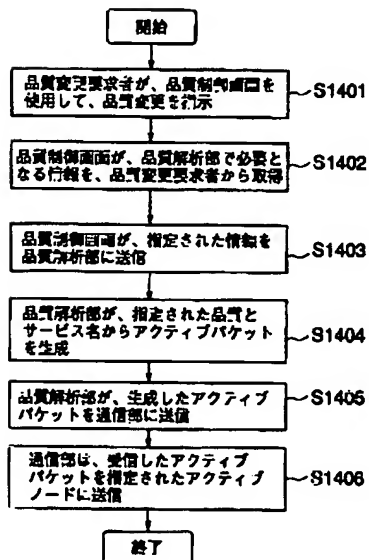 開始
品質変更要求者が、品質制御画面を
使用して、品質変更を指示
S1401
品質制御画面が、品質解析部で必要と
なる情報を、品質変更要求者から取得
S1402
品質制御画面が、指定された情報を
品質解析部に送信
S1403
品質解析部が、指定された品質と
サービス名からアクティブパケット
を生成
S1404
品質解析部が、生成したアクティブ
パケットを通信部に送信
S1405
通信部は、受信したアクティブ
パケットを指定されたアクティブ
ノードに送信
S1406
終了